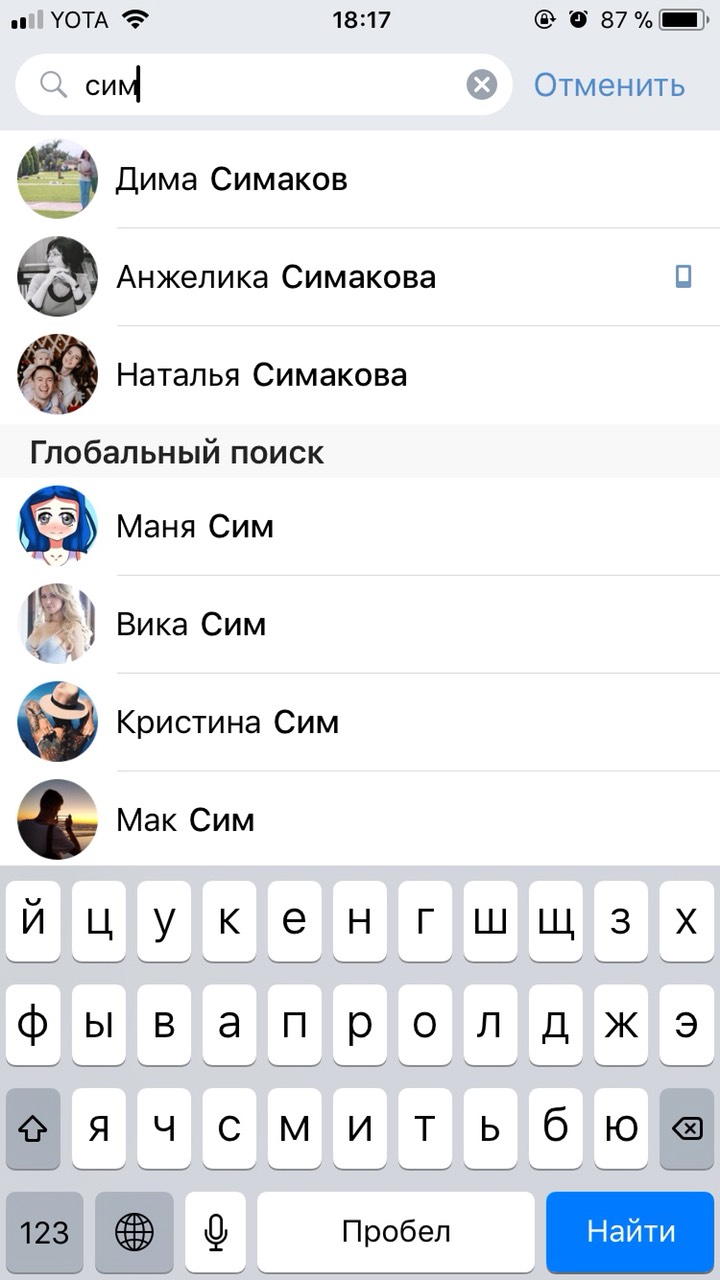 YOTA 18:17 87 %
сим Отменить
Дима Симаков
Анжелика Симакова
Наталья Симакова
Глобальный поиск
Маня Сим
Вика Сим
Кристина Сим
Мак Сим
й ц у к е н г ш щ з х
ф ы в а п р о л д ж э
я ч с м и т ь б ю
123 Пробел Найти